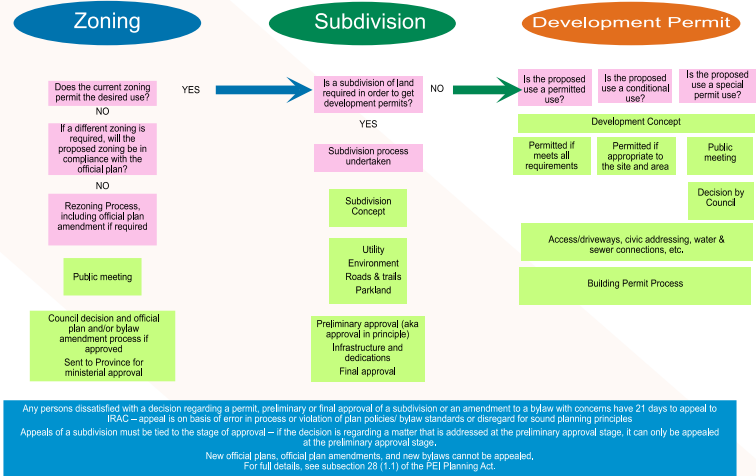 Zoning
Does the current zoning
permit the desired use?
YES
NO
If a different zoning is
required, will the
proposed zoning be in
compliance with the
official plan?
NO
Rezoning Process,
including official plan
amendment if required
Public meeting
Council decision and official
plan and/or bylaw
amendment process if
approved
Sent to Province for
ministerial approval
Subdivision
Is a subdivision of land
required in order to get
development permits?
NO
YES
Subdivision process
undertaken
Subdivision
Concept
Utility
Environment
Roads & trails
Parkland
Preliminary approval (aka
approval in principle)
Infrastructure and
dedications
Final approval
Development Permit
Is the proposed
use a permitted
use?
Is the proposed
use a conditional
use?
Is the proposed
use a special
permit use?
Development Concept
Permitted if
meets all
requirements
Permitted if
appropriate to
the site and area
Public
meeting
Decision by
Council
Access/driveways, civic addressing, water &
sewer connections, etc.
Building Permit Process
Any persons dissatisfied with a decision regarding a permit, preliminary or final approval of a subdivision or an amendment to a bylaw with concerns have 21 days to appeal to
IRAC – appeal is on basis of error in process or violation of plan policies/ bylaw standards or disregard for sound planning principles
Appeals of a subdivision must be tied to the stage of approval – if the decision is regarding a matter that is addressed at the preliminary approval stage, it can only be appealed
at the preliminary approval stage.
New official plans, official plan amendments, and new bylaws cannot be appealed.
For full details, see subsection 28 (1.1) of the PEI Planning Act.